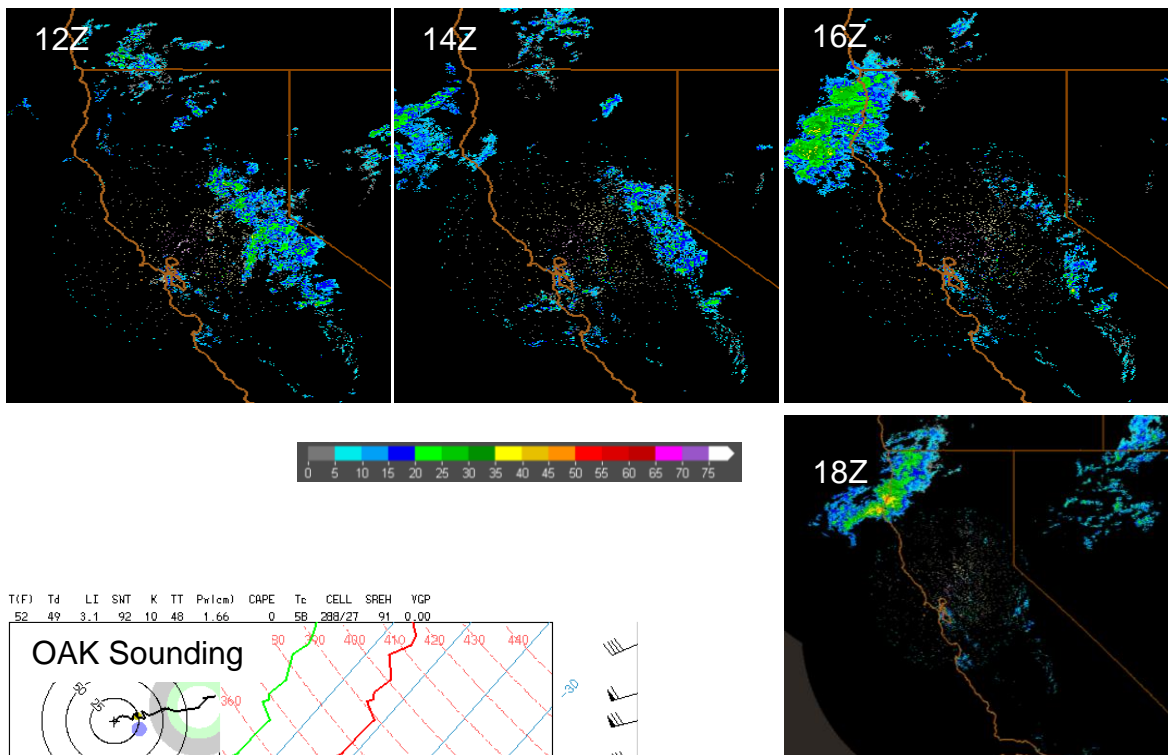 12Z
14Z
16Z
18Z
0 5 10 15 20 25 30 35 40 45 50 55 60 65 70 75
T(F) Td LI SWT K TT Pw(cm) CAPE Tc CELL SREH VGP
52 49 3.1 92 10 48 1.66 0 58 288/27 91 0.00
OAK Sounding
390 400 410 420 430 440
50
25
360
-30